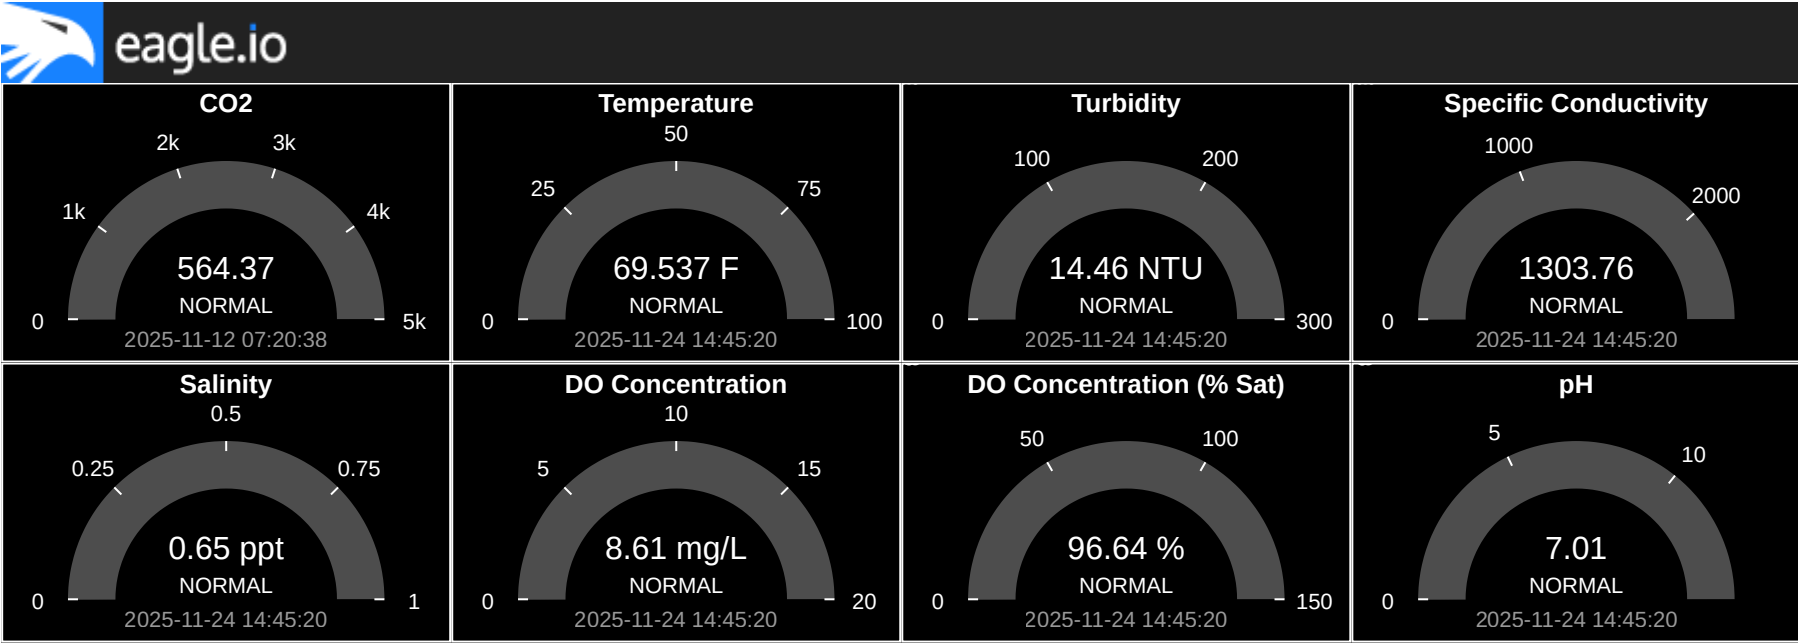 eagle.io
CO2
2k
3k
1k
4k
564.37
NORMAL
0
5k
2025-11-12 07:20:38
Temperature
50
25
75
69.537 F
NORMAL
0
100
2025-11-24 14:45:20
Turbidity
100
200
14.46 NTU
NORMAL
0
300
2025-11-24 14:45:20
Specific Conductivity
1000
2000
1303.76
NORMAL
0
2025-11-24 14:45:20
Salinity
0.5
0.25
0.75
0.65 ppt
NORMAL
0
1
2025-11-24 14:45:20
DO Concentration
10
5
15
8.61 mg/L
NORMAL
0
20
2025-11-24 14:45:20
DO Concentration (% Sat)
50
100
96.64 %
NORMAL
0
150
2025-11-24 14:45:20
pH
5
10
7.01
NORMAL
0
2025-11-24 14:45:20